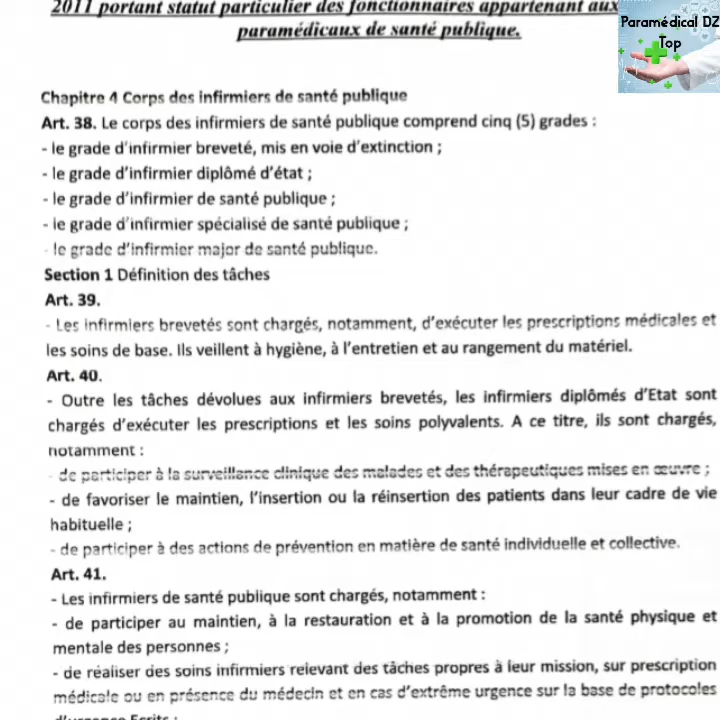 2011 portant statut particulier des fonctionnaires appartenant aux
paramédicaux de santé publique.
Paramédical DZ
Top
Chapitre 4 Corps des infirmiers de santé publique
Art. 38. Le corps des infirmiers de santé publique comprend cinq (5) grades :
- le grade d'infirmier breveté, mis en voie d'extinction ;
- le grade d'infirmier diplômé d'état ;
- le grade d'infirmier de santé publique ;
- le grade d'infirmier spécialisé de santé publique ;
- le grade d'infirmier major de santé publique.
Section 1 Définition des tâches
Art. 39.
- Les infirmiers brevetés sont chargés, notamment, d'exécuter les prescriptions médicales et
les soins de base. Ils veillent à hygiène, à l'entretien et au rangement du matériel.
Art. 40.
- Outre les tâches dévolues aux infirmiers brevetés, les infirmiers diplômés d'Etat sont
chargés d'exécuter les prescriptions et les soins polyvalents. A ce titre, ils sont chargés,
notamment :
- de participer à la surveillance clinique des malades et des thérapeutiques mises en œuvre ;
- de favoriser le maintien, l'insertion ou la réinsertion des patients dans leur cadre de vie
habituelle ;
- de participer à des actions de prévention en matière de santé individuelle et collective.
Art. 41.
- Les infirmiers de santé publique sont chargés, notamment :
- de participer au maintien, à la restauration et à la promotion de la santé physique et
mentale des personnes ;
- de réaliser des soins infirmiers relevant des tâches propres à leur mission, sur prescription
médicale ou en présence du médecin et en cas d'extrême urgence sur la base de protocoles
d'urgence Ecrits ;